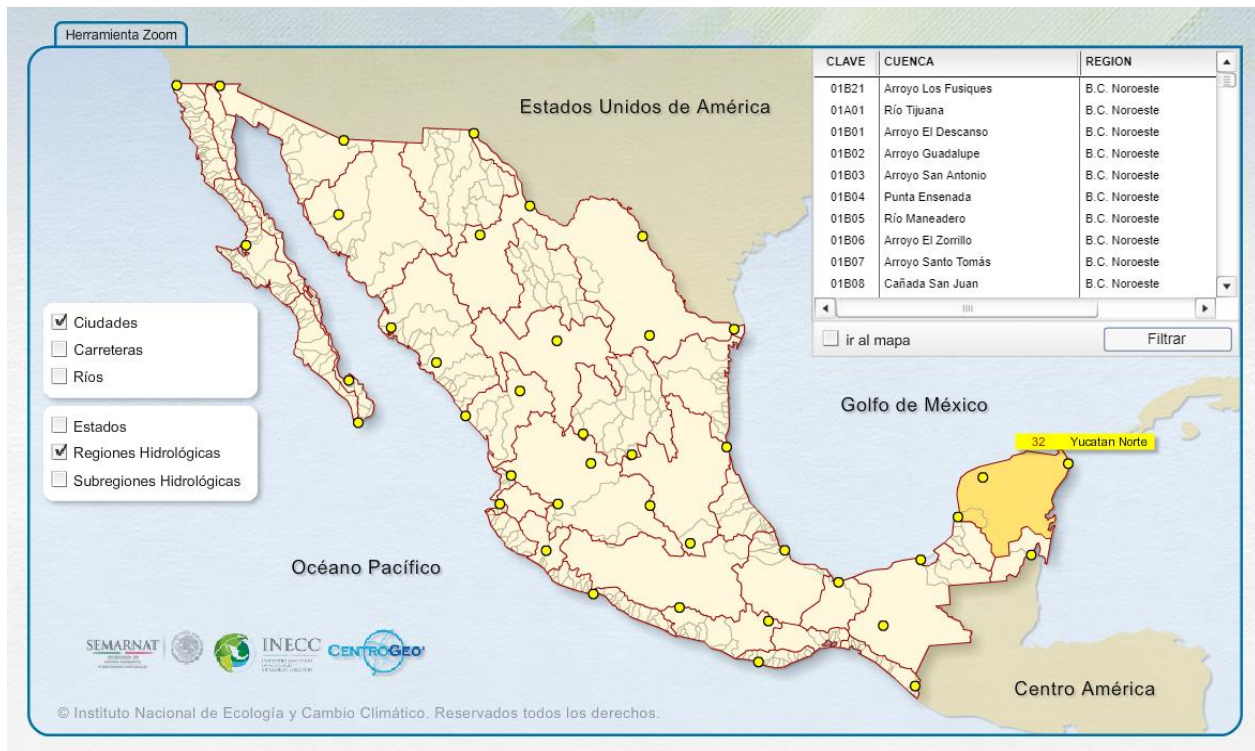 Herramienta Zoom
Estados Unidos de América
CLAVE CUENCA REGION
01B21 Arroyo Los Fusiques B.C. Noroeste
01A01 Río Tijuana B.C. Noroeste
01B01 Arroyo El Descanso B.C. Noroeste
01B02 Arroyo Guadalupe B.C. Noroeste
01B03 Arroyo San Antonio B.C. Noroeste
01B04 Punta Ensenada B.C. Noroeste
01B05 Río Maneadero B.C. Noroeste
01B06 Arroyo El Zorrillo B.C. Noroeste
01B07 Arroyo Santo Tomás B.C. Noroeste
01B08 Cañada San Juan B.C. Noroeste
ir al mapa Filtrar
Ciudades
Carreteras
Ríos
Estados
Regiones Hidrológicas
Subregiones Hidrológicas
Golfo de México
32 Yucatan Norte
Océano Pacífico
SEMARNAT
INECC
CENTROGEO
Centro América
© Instituto Nacional de Ecología y Cambio Climático. Reservados todos los derechos.